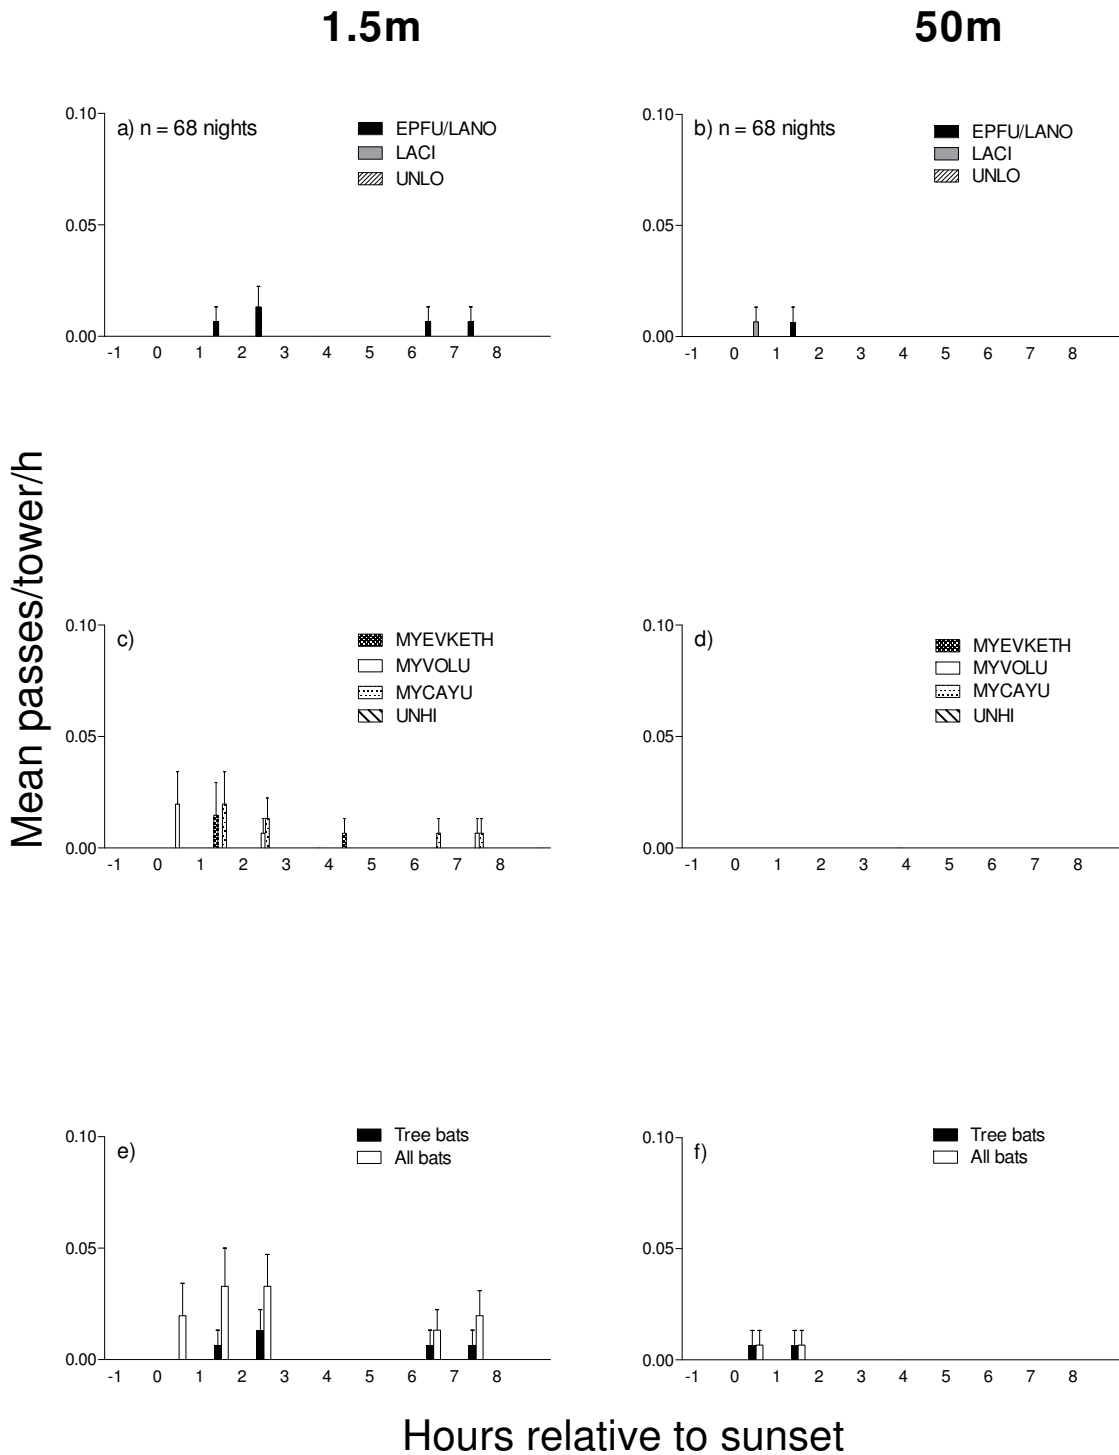 1.5m
50m
a) n = 68 nights
EPFU/LANO
LACI
UNLO
0.10
0.05
0.00
-1 0 1 2 3 4 5 6 7 8
b) n = 68 nights
EPFU/LANO
LACI
UNLO
0.10
0.05
0.00
-1 0 1 2 3 4 5 6 7 8
Mean passes/tower/h
c)
MYEVKETH
MYVOLU
MYCAYU
UNHI
0.10
0.05
0.00
-1 0 1 2 3 4 5 6 7 8
d)
MYEVKETH
MYVOLU
MYCAYU
UNHI
0.10
0.05
0.00
-1 0 1 2 3 4 5 6 7 8
e)
Tree bats
All bats
0.10
0.05
0.00
-1 0 1 2 3 4 5 6 7 8
f)
Tree bats
All bats
0.10
0.05
0.00
-1 0 1 2 3 4 5 6 7 8
Hours relative to sunset